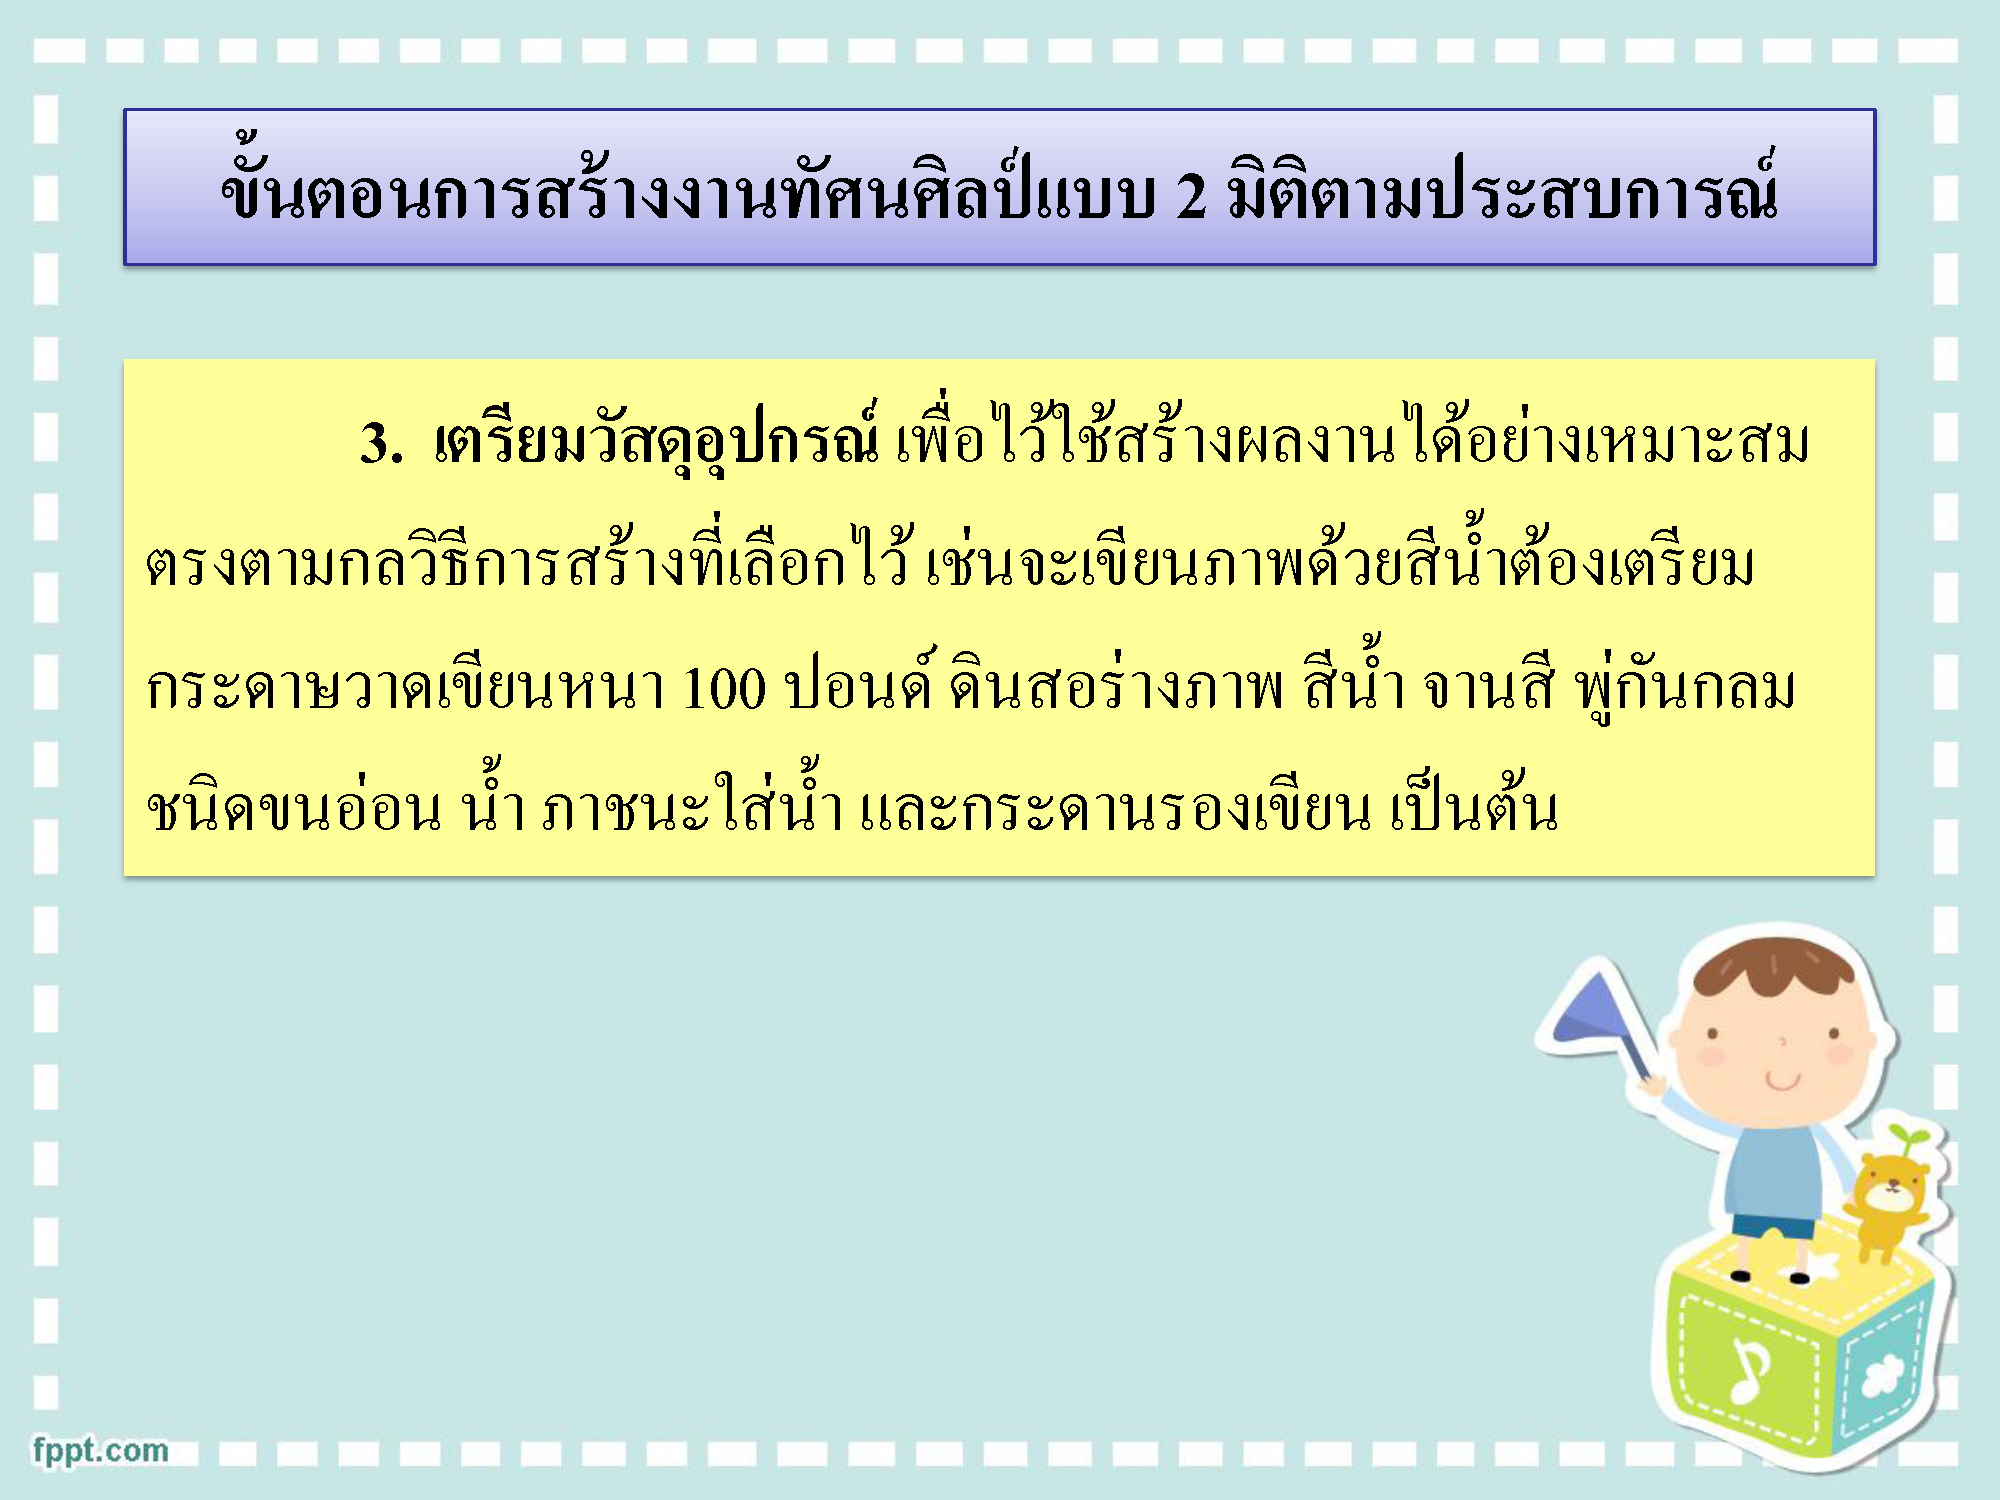 ขั้นตอนการสร้างงานทัศนศิลป์แบบ 2 มิติตามประสบการณ์
3. เตรียมวัสดุอุปกรณ์ เพื่อไว้ใช้สร้างผลงานได้อย่างเหมาะสม
ตรงตามกลวิธีการสร้างที่เลือกไว้ เช่นจะเขียนภาพด้วยสีน้ำต้องเตรียม
กระดาษวาดเขียนหนา 100 ปอนด์ ดินสอร่างภาพ สีน้ำ จานสี พู่กันกลม
ชนิดขนอ่อน น้ำ ภาชนะใส่น้ำ และกระดานรองเขียน เป็นต้น
fppt.com